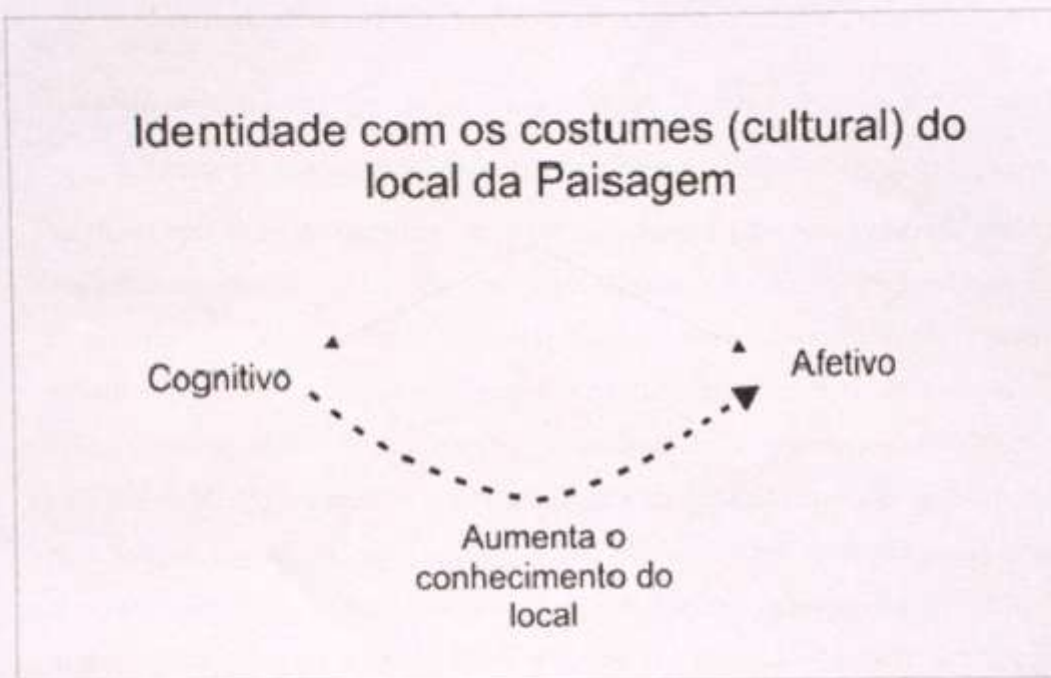 Identidade com os costumes (cultural) do
local da Paisagem
Cognitivo
Afetivo
Aumenta o
conhecimento do
local